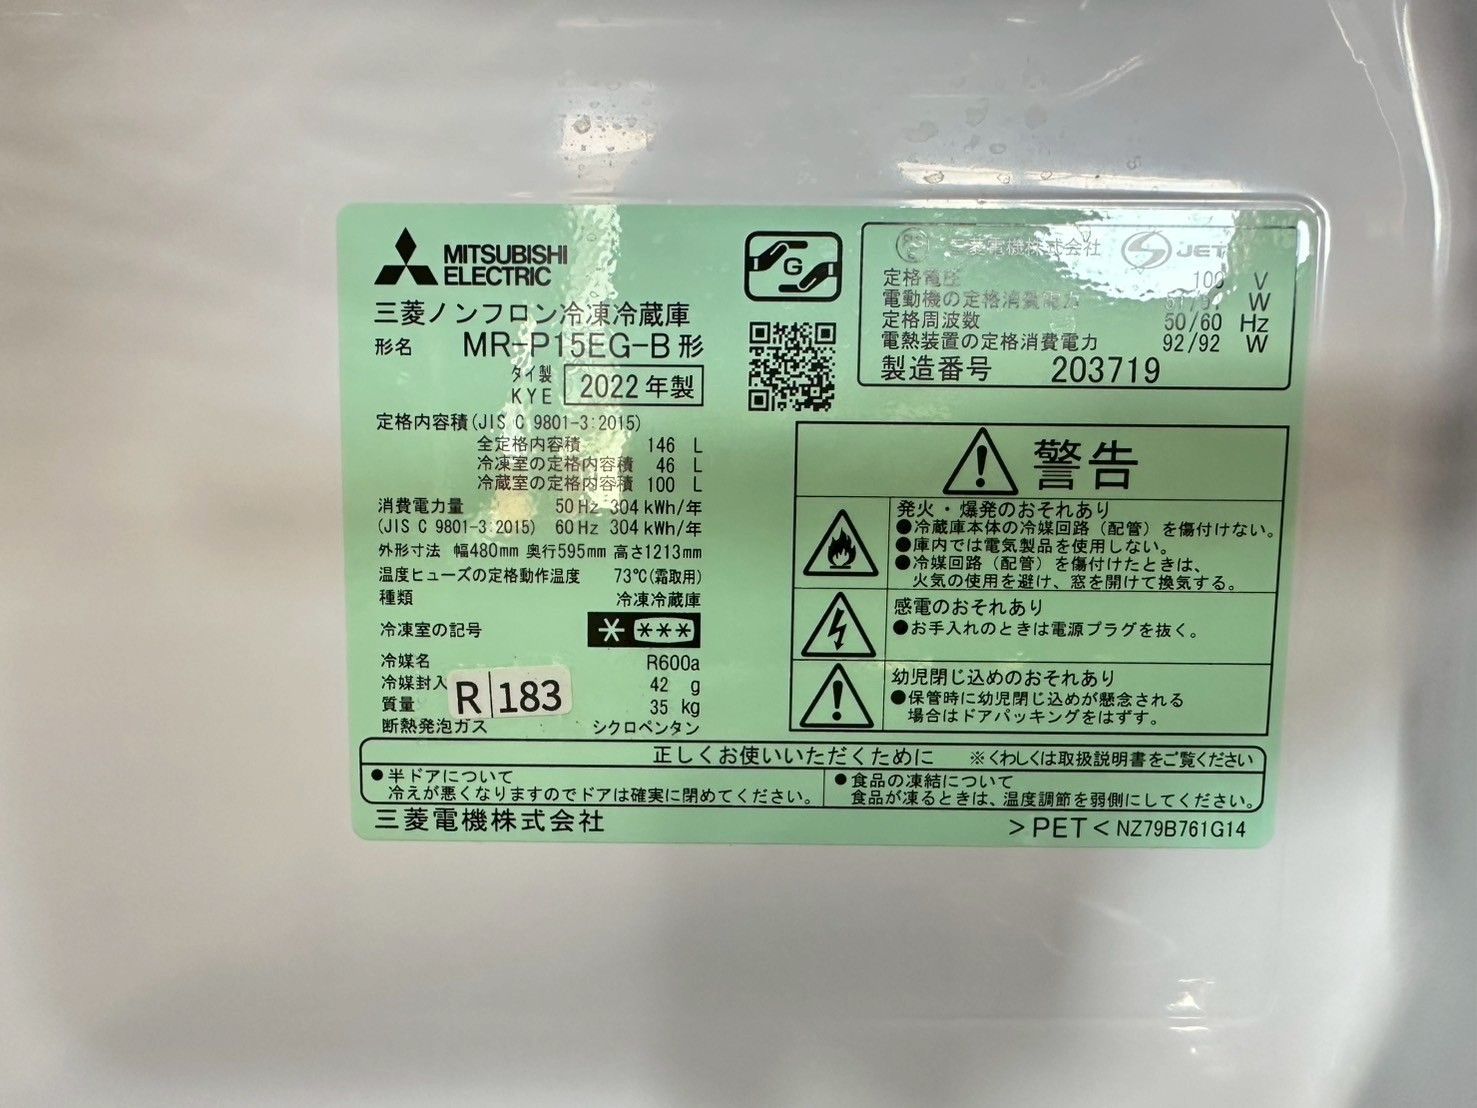 MITSUBISHI
ELECTRIC
三菱ノンフロン冷凍冷蔵庫
形名 MR-P15EG-B形
タイ製
KYE 2022年製
定格内容積(JIS C 9801-3:2015)
全定格内容積 146 L
冷凍室の定格内容積 46 L
冷蔵室の定格内容積 100 L
消費電力量 50Hz 304kWh/年
(JIS C 9801-3:2015) 60Hz 304kWh/年
外形寸法 幅480mm 奥行595mm 高さ1213mm
温度ヒューズの定格動作温度 73℃(霜取用)
種類 冷凍冷蔵庫
冷凍室の記号 * ***
冷媒名 R600a
冷媒封入 42 g
質量 35 kg
断熱発泡ガス シクロペンタン
R 183
G
三菱電機株式会社 JET
定格電圧 100 V
電動機の定格消費電力 W
定格周波数 50/60 Hz
電熱装置の定格消費電力 92/92 W
製造番号 203719
警告
発火・爆発のおそれあり
●冷蔵庫本体の冷媒回路(配管)を傷付けない。
●庫内では電気製品を使用しない。
●冷媒回路(配管)を傷付けたときは、
火気の使用を避け、窓を開けて換気する。
感電のおそれあり
●お手入れのときは電源プラグを抜く。
幼児閉じ込めのおそれあり
●保管時に幼児閉じ込めが懸念される
場合はドアパッキングをはずす。
正しくお使いいただくために ※くわしくは取扱説明書をご覧ください
●半ドアについて
冷えが悪くなりますのでドアは確実に閉めてください。
●食品の凍結について
食品が凍るときは、温度調節を弱側にしてください。
三菱電機株式会社
>PET< NZ79B761G14